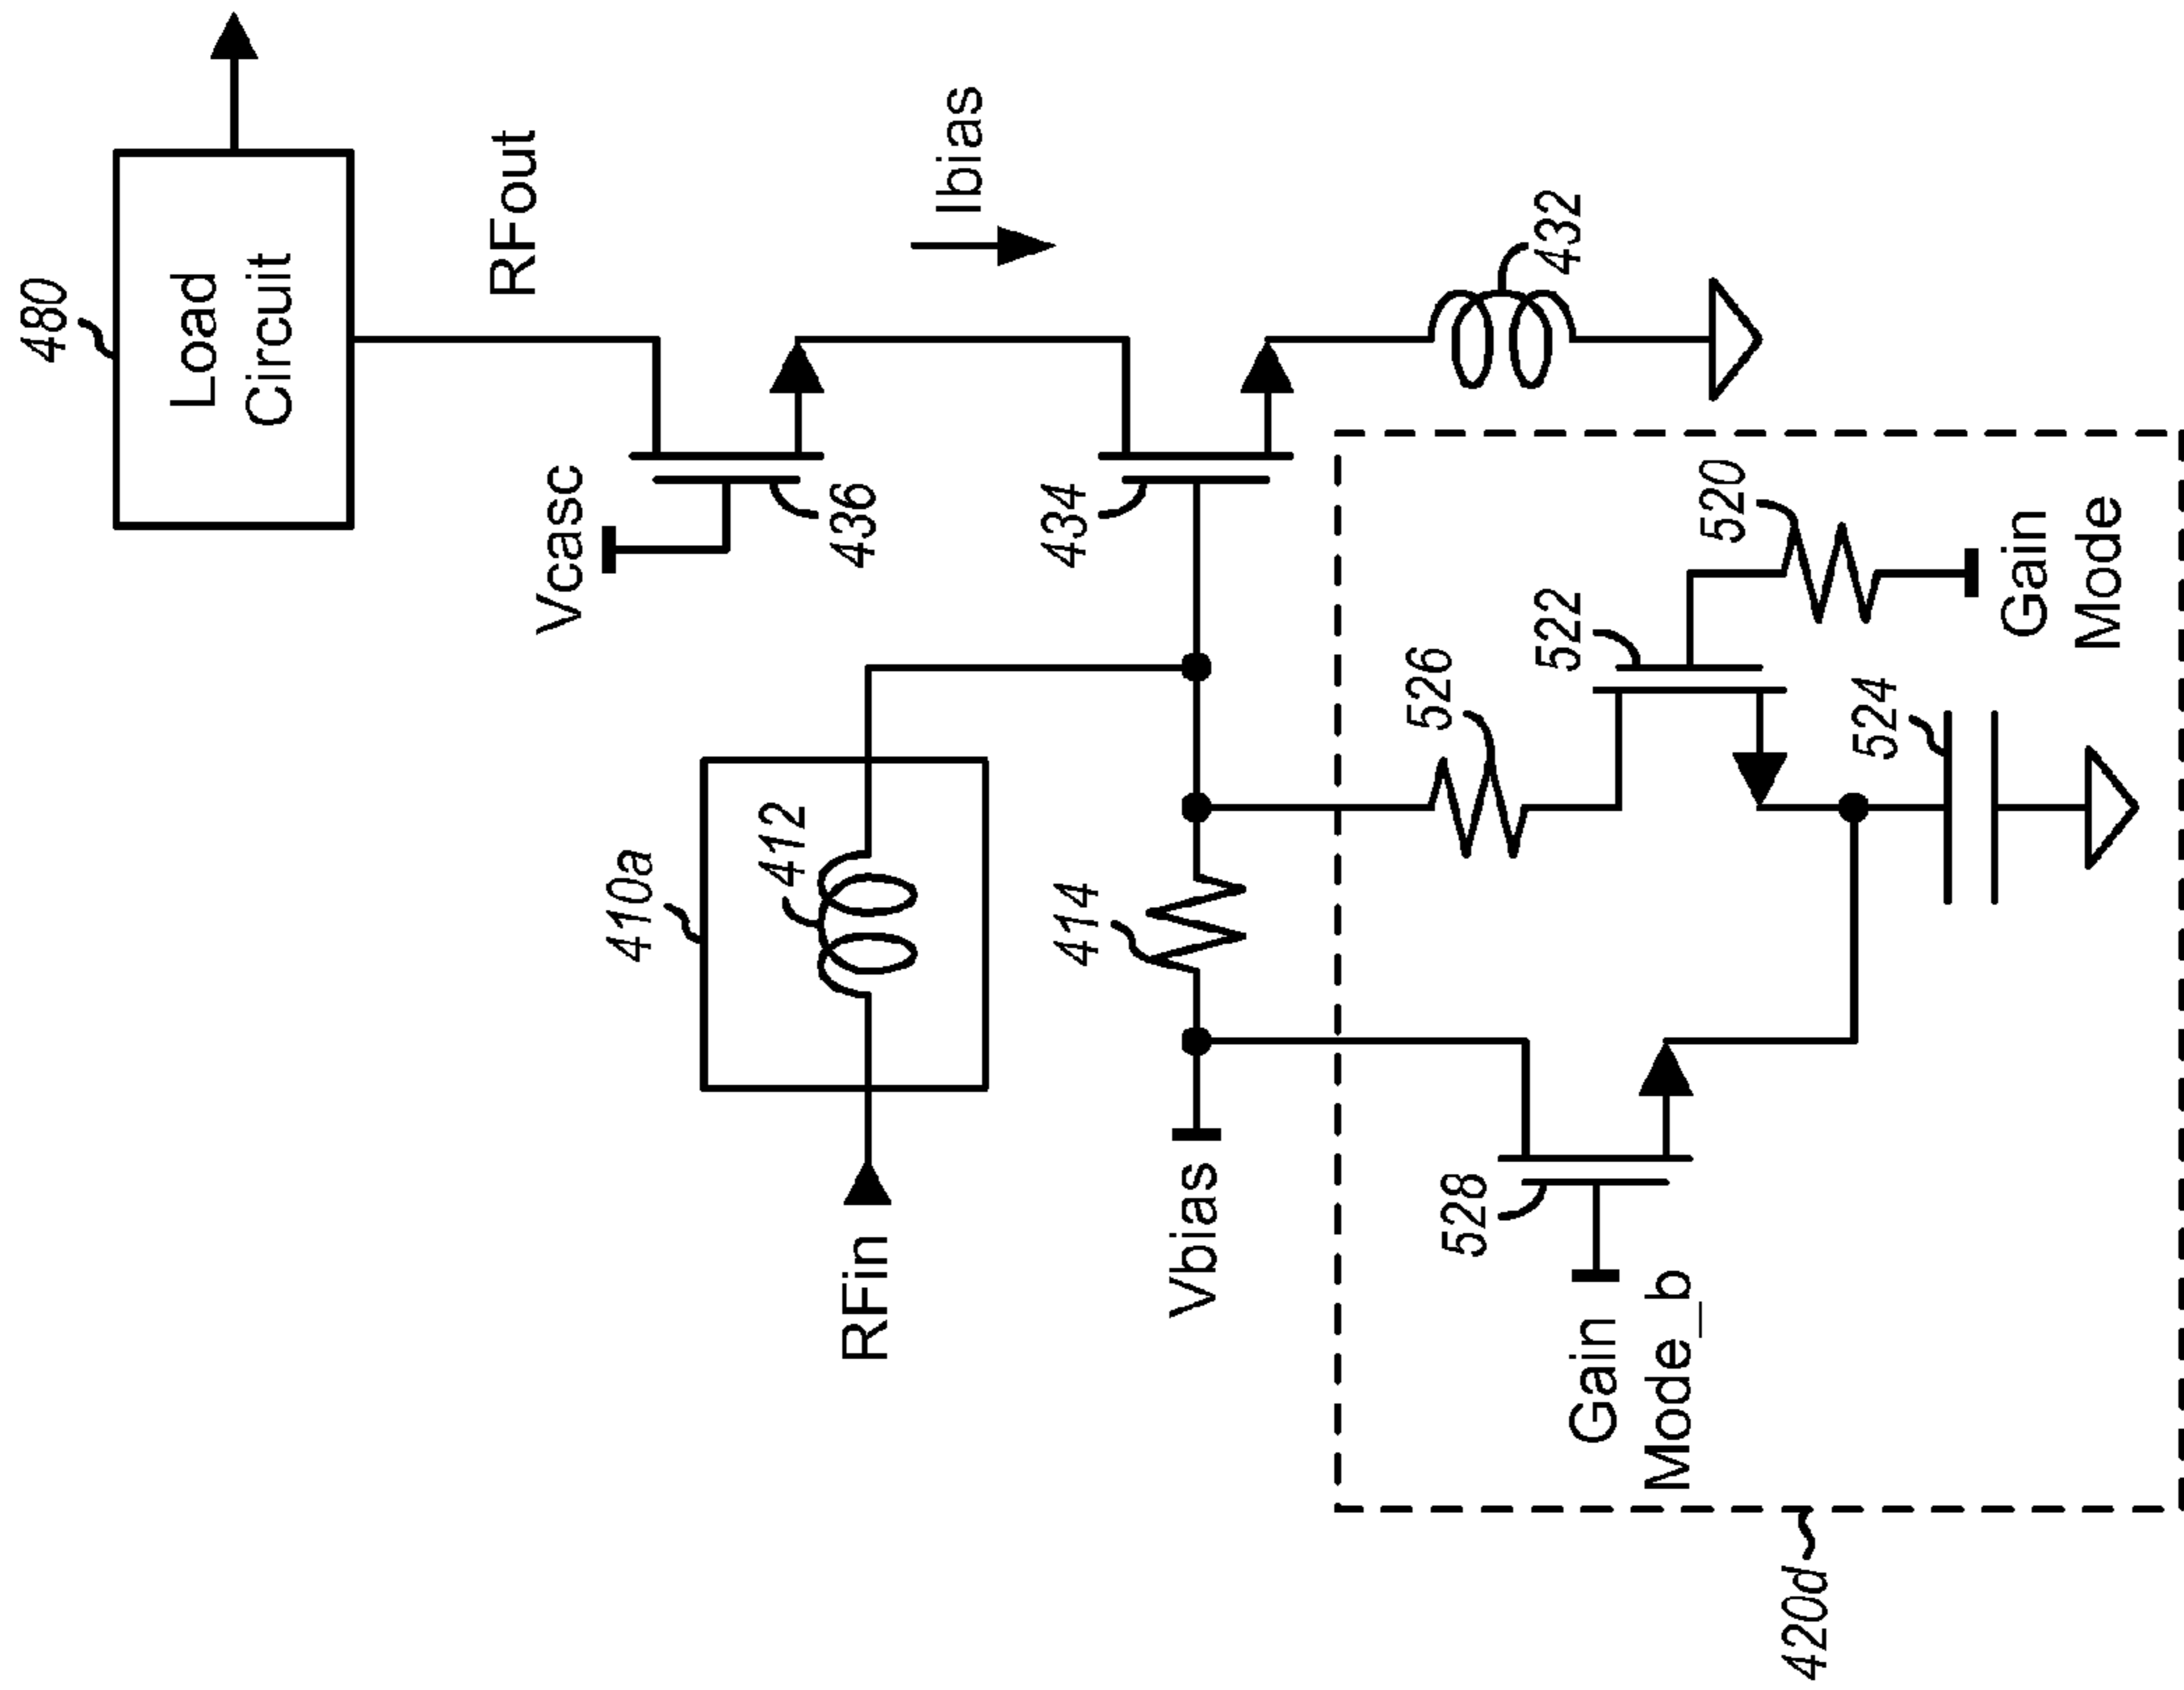 480
Load
Circuit
RFout
Vcasc
436
Ibias
410a
412
434
432
RFin
414
Vbias
526
522
520
528
524
Gain
Mode_b
Gain
Mode
420d